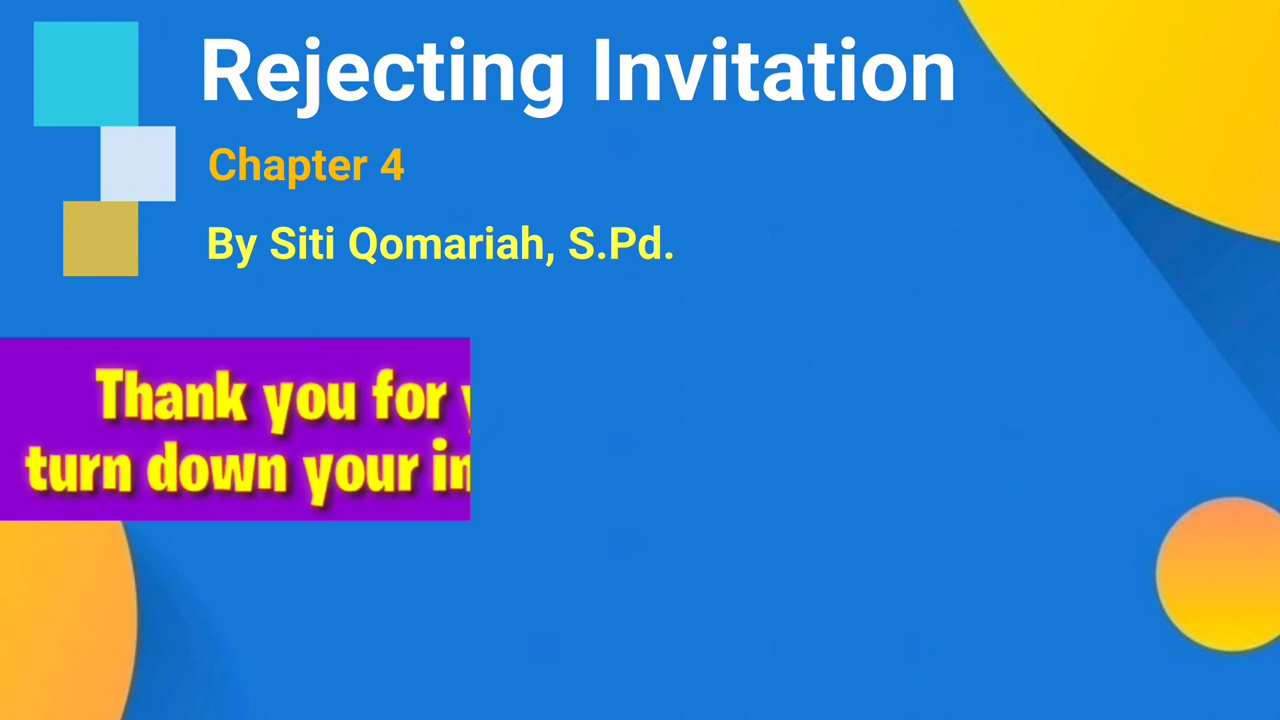 Rejecting Invitation
Chapter 4
By Siti Qomariah, S.Pd.
Thank you for
turn down your